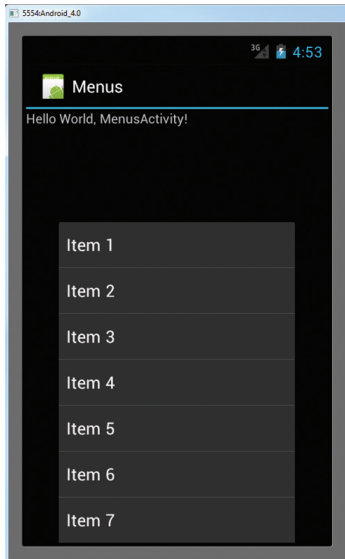 5554:Android_4.0
3G 4:53
Menus
Hello World, MenusActivity!
Item 1
Item 2
Item 3
Item 4
Item 5
Item 6
Item 7